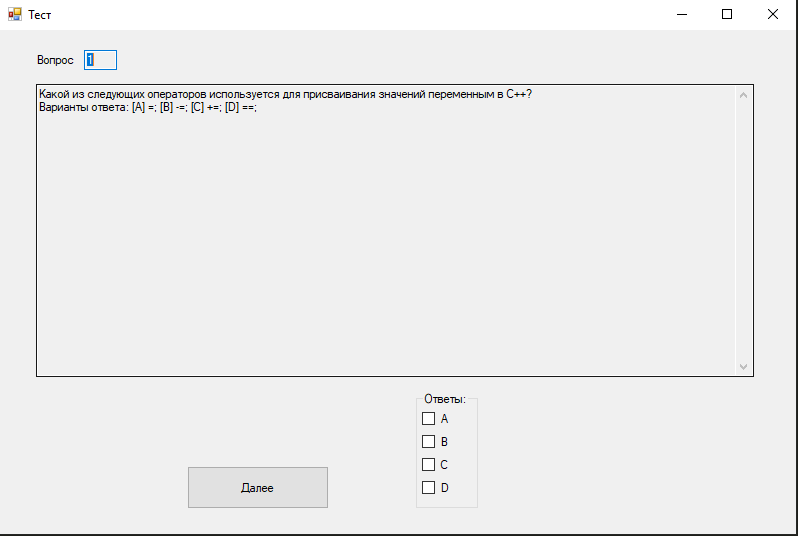 Тест
Вопрос 1
Какой из следующих операторов используется для присваивания значений переменным в C++?
Варианты ответа: [A] =; [B] -=; [C] +=; [D] ==;
Ответы:
A
B
C
D
Далее